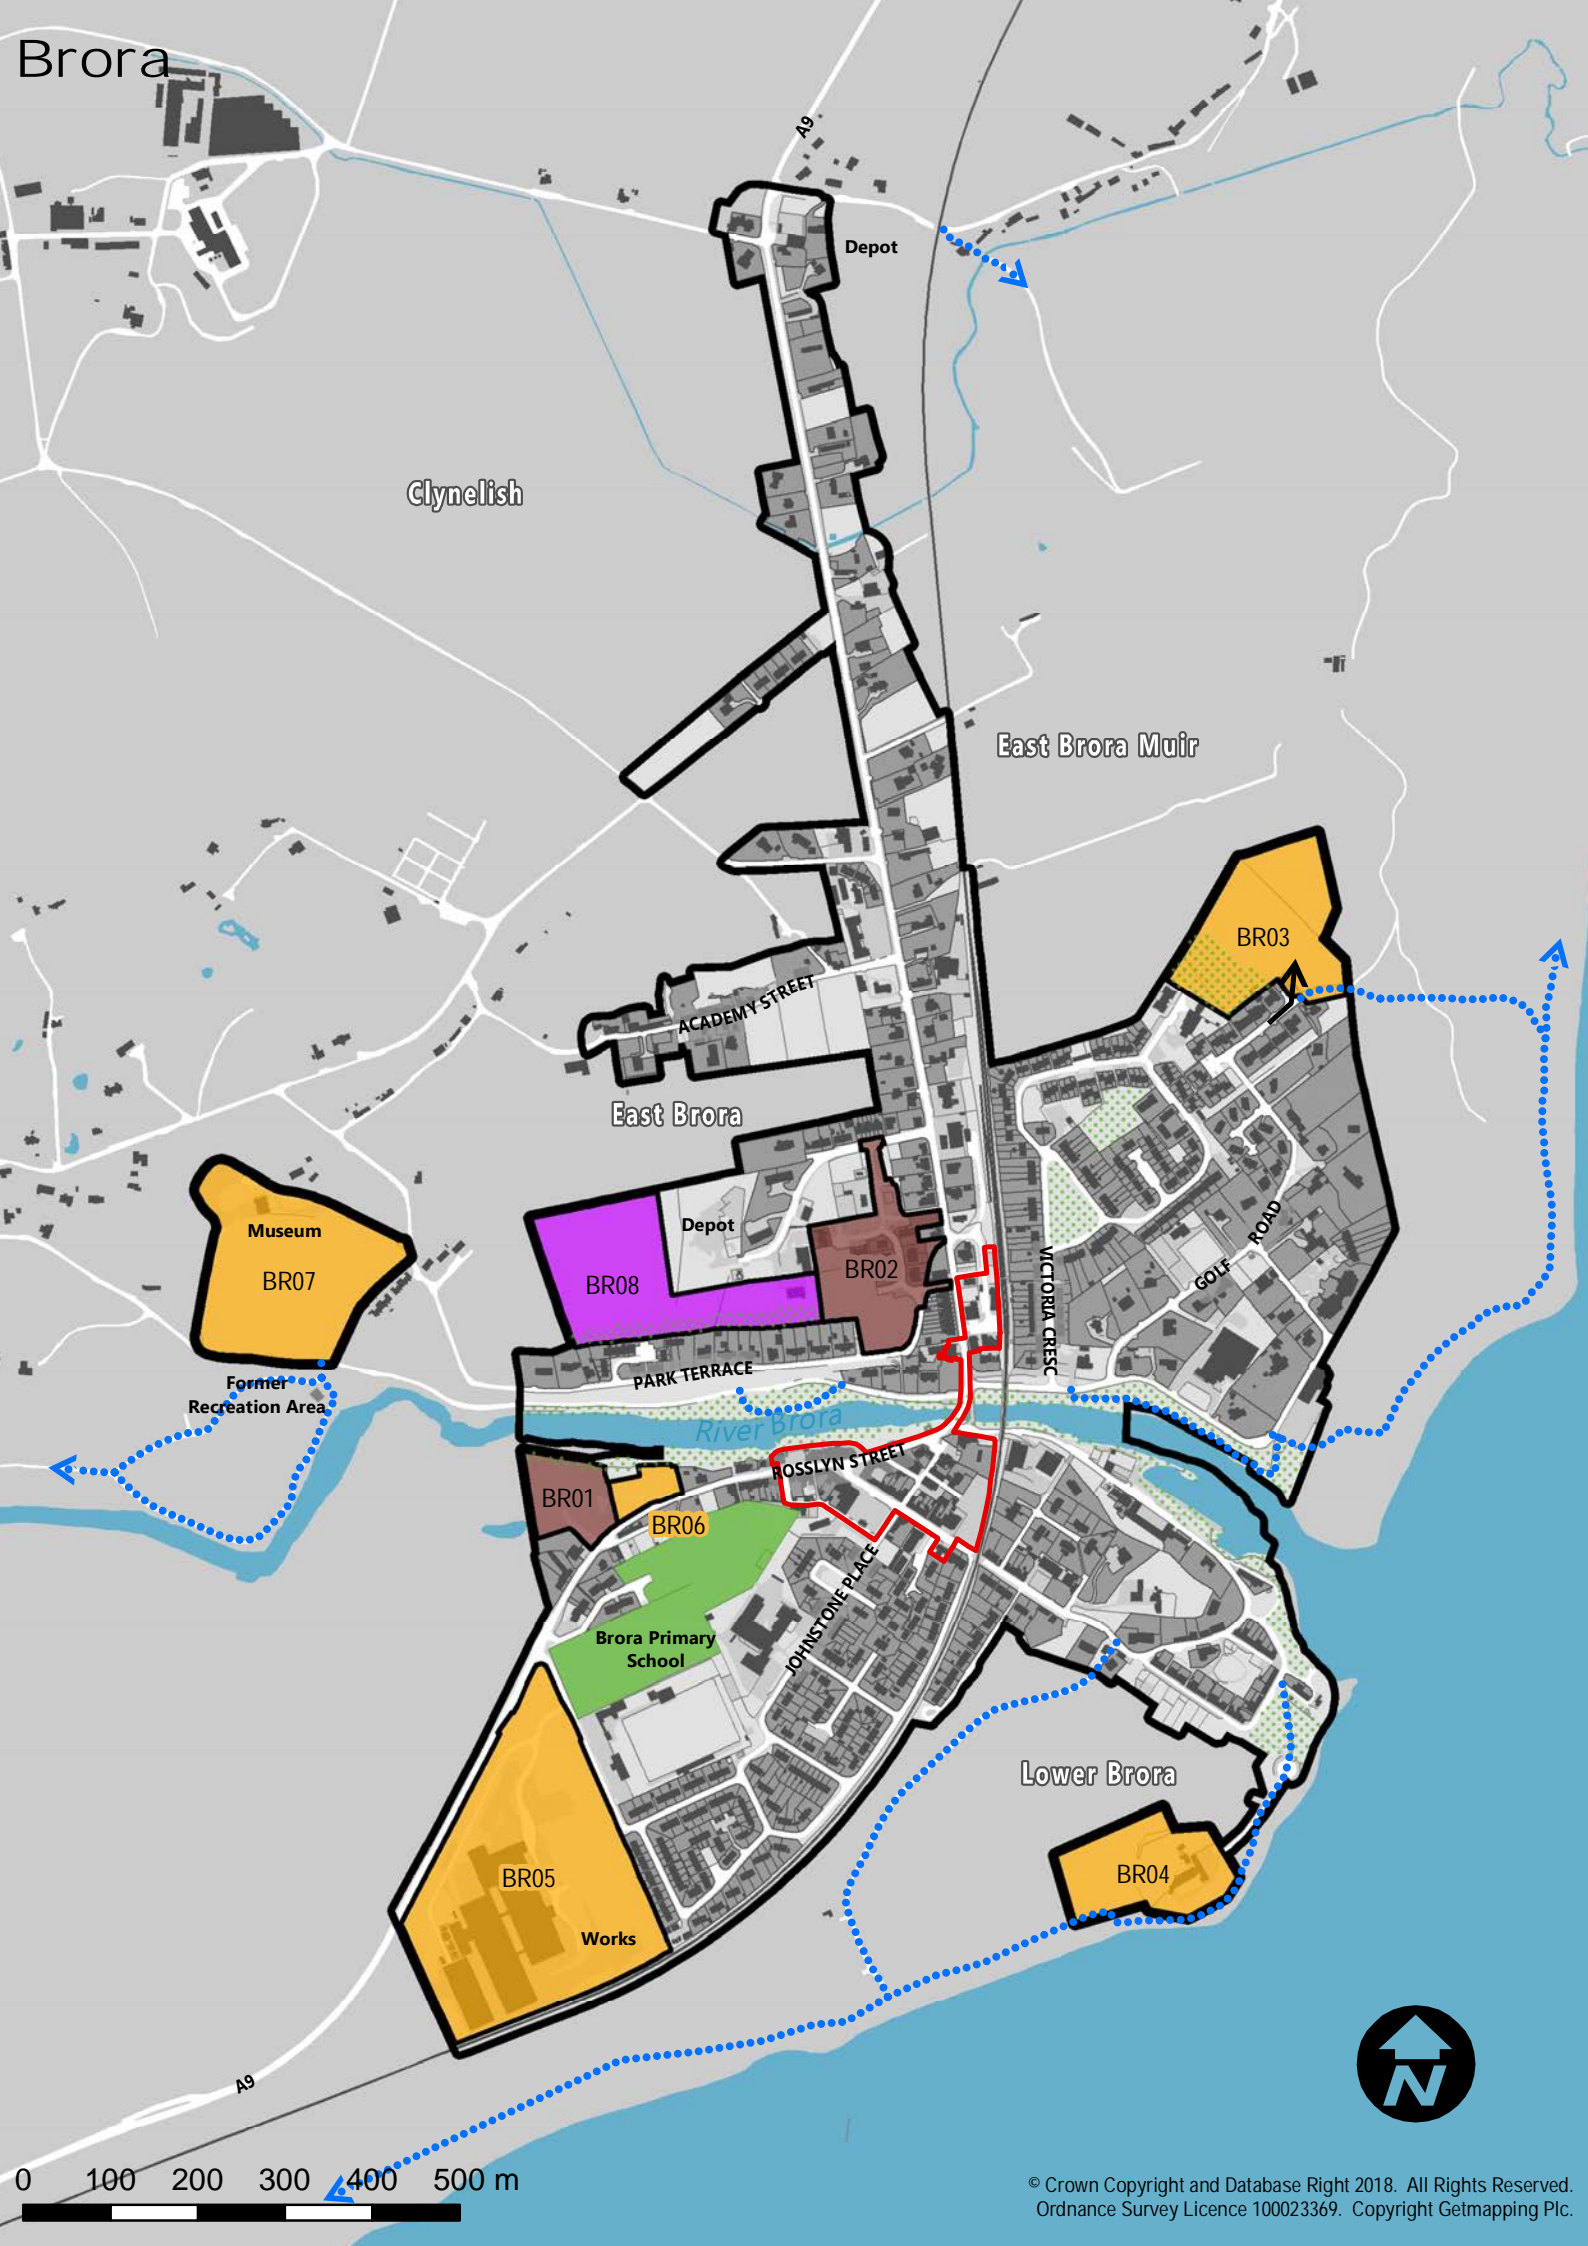 Brora
A9
Depot
Clynelish
East Brora Muir
BR03
ACADEMY STREET
East Brora
Museum
BR07
Depot
BR08
BR02
VICTORIA CRESC
GOLF ROAD
PARK TERRACE
Former
Recreation Area
River Brora
ROSSLYN STREET
BR01
BR06
JOHNSTONE PLACE
Brora Primary
School
Lower Brora
BR04
BR05
Works
A9
N
0 100 200 300 400 500 m
© Crown Copyright and Database Right 2018. All Rights Reserved.
Ordnance Survey Licence 100023369. Copyright Getmapping Plc.